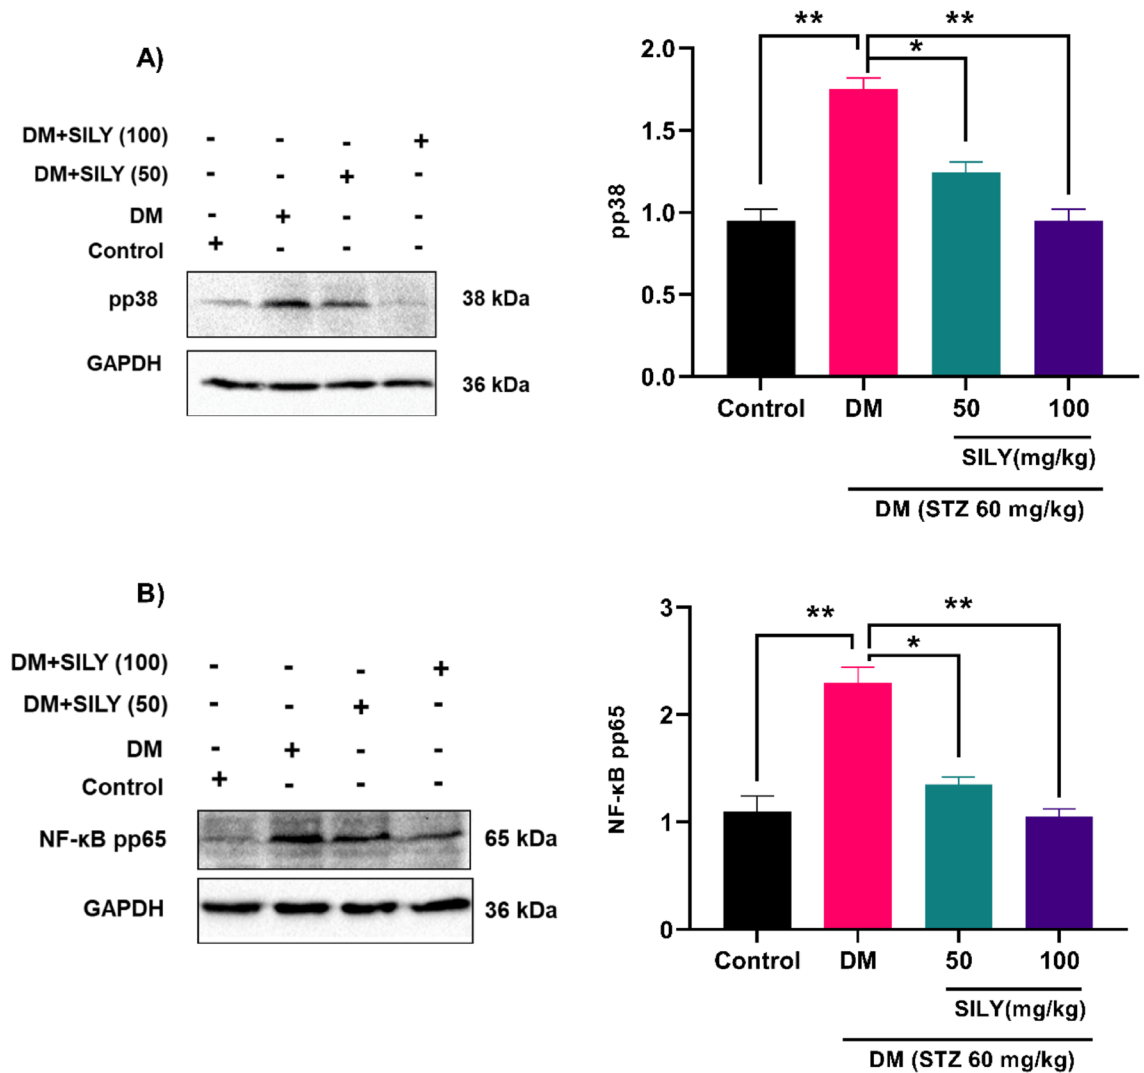 A)
DM+SILY (100) - - - +
DM+SILY (50) - - + -
DM - + - -
Control + - - -
pp38 38 kDa
GAPDH 36 kDa
** **
*
pp38
2.0
1.5
1.0
0.5
0.0
Control DM 50 100
SILY(mg/kg)
DM (STZ 60 mg/kg)
B)
DM+SILY (100) - - - +
DM+SILY (50) - - + -
DM - + - -
Control + - - -
NF-κB pp65 65 kDa
GAPDH 36 kDa
** **
*
NF-κB pp65
3
2
1
0
Control DM 50 100
SILY(mg/kg)
DM (STZ 60 mg/kg)